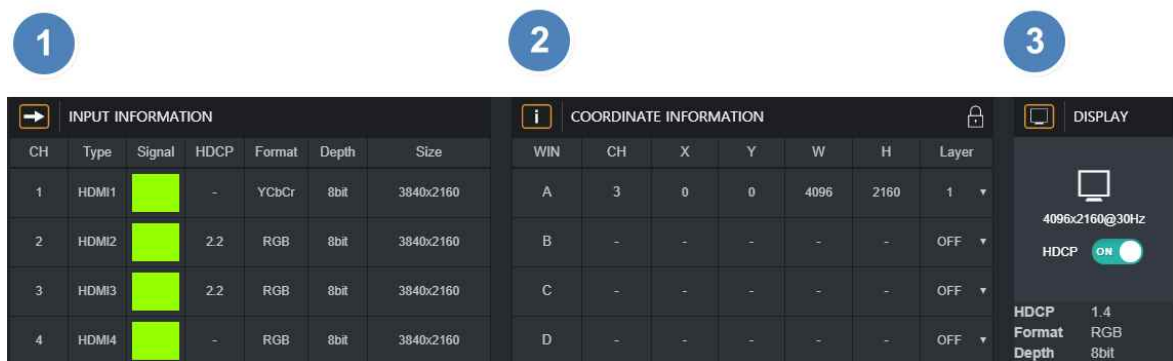 1
2
3
INPUT INFORMATION
CH Type Signal HDCP Format Depth Size
1 HDMI1 - YCbCr 8bit 3840x2160
2 HDMI2 2.2 RGB 8bit 3840x2160
3 HDMI3 2.2 RGB 8bit 3840x2160
4 HDMI4 - RGB 8bit 3840x2160
i COORDINATE INFORMATION
WIN CH X Y W H Layer
A 3 0 0 4096 2160 1
B - - - - - OFF
C - - - - - OFF
D - - - - - OFF
DISPLAY
4096x2160@30Hz
HDCP ON
HDCP 1.4
Format RGB
Depth 8bit